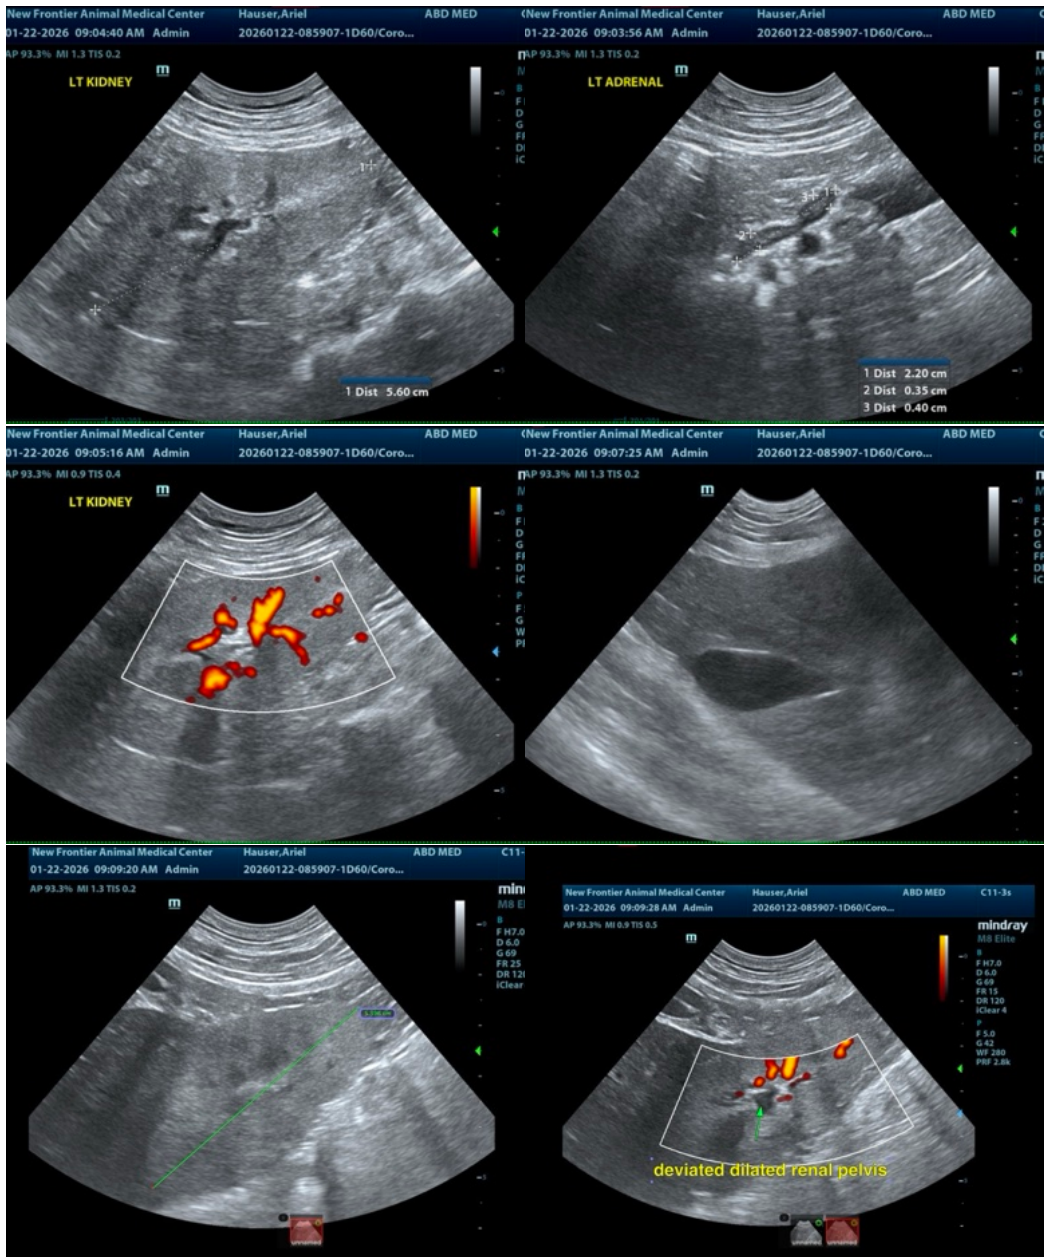 New Frontier Animal Medical Center Hauser,Ariel ABD MED
01-22-2026 09:04:40 AM Admin 20260122-085907-1D60/Coro...
AP 93.3% MI 1.3 TIS 0.2
m
LT KIDNEY
1
1 Dist 5.60 cm
New Frontier Animal Medical Center Hauser,Ariel ABD MED
01-22-2026 09:03:56 AM Admin 20260122-085907-1D60/Coro...
AP 93.3% MI 1.3 TIS 0.2
m
LT ADRENAL
3 1
2
1 Dist 2.20 cm
2 Dist 0.35 cm
3 Dist 0.40 cm
New Frontier Animal Medical Center Hauser,Ariel ABD MED
01-22-2026 09:05:16 AM Admin 20260122-085907-1D60/Coro...
AP 93.3% MI 0.9 TIS 0.4
m
LT KIDNEY
New Frontier Animal Medical Center Hauser,Ariel ABD MED
01-22-2026 09:07:25 AM Admin 20260122-085907-1D60/Coro...
AP 93.3% MI 1.3 TIS 0.2
m
New Frontier Animal Medical Center Hauser,Ariel ABD MED C11-
01-22-2026 09:09:20 AM Admin 20260122-085907-1D60/Coro...
AP 93.3% MI 1.3 TIS 0.2
m
B
F H7.0
D 6.0
G 69
FR 25
DR 120
iClear
New Frontier Animal Medical Center Hauser,Ariel ABD MED C11-3s
01-22-2026 09:09:28 AM Admin 20260122-085907-1D60/Coro...
AP 93.3% MI 0.9 TIS 0.5
m
mindray
M8 Elite
B
F H7.0
D 6.0
G 69
FR 15
DR 120
iClear 4
P
F 5.0
G 42
WF 280
PRF 2.8k
deviated dilated renal pelvis